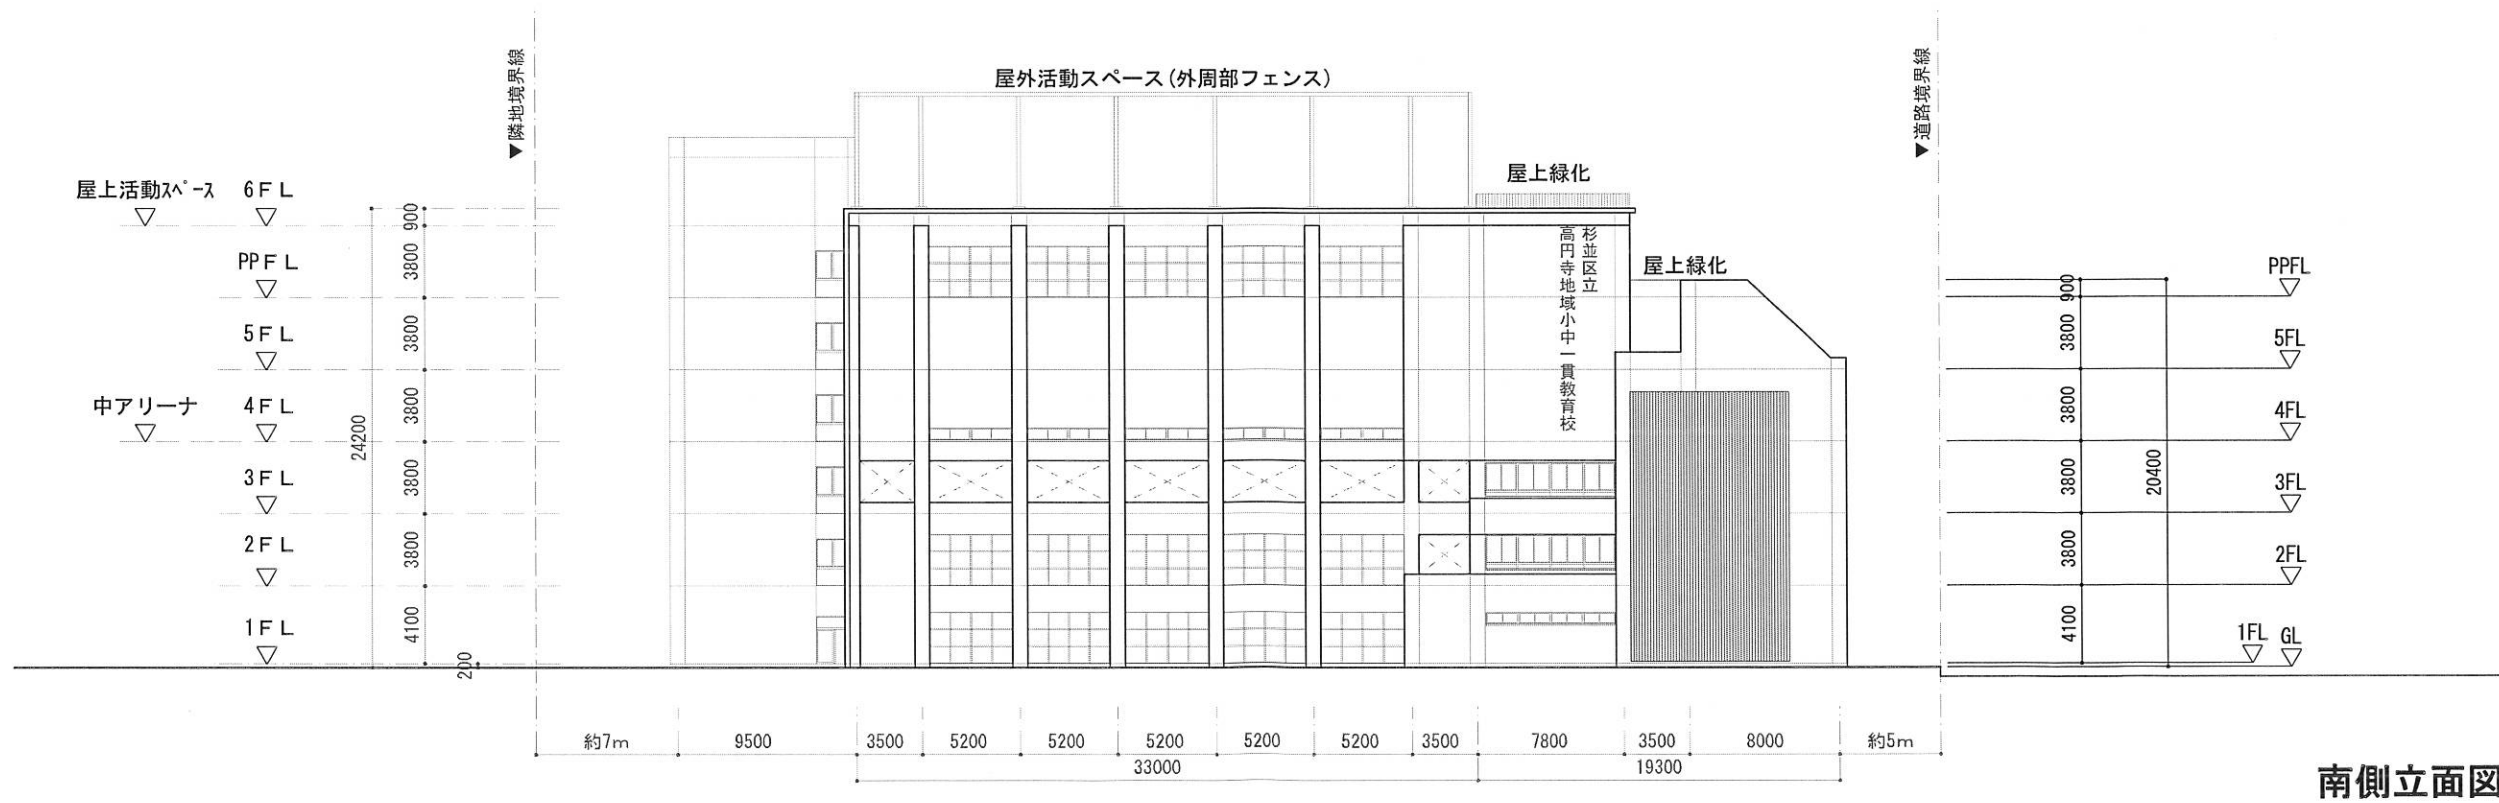 屋外活動スペース(外周部フェンス)
▼隣地境界線
▼道路境界線
屋上緑化
屋上緑化
杉並区立
高円寺地域小中一貫教育校
屋上活動スペース 6FL
PPFL
5FL
中アリーナ 4FL
3FL
2FL
1FL
900
3800
3800
3800
3800
3800
4100
200
24200
PPFL
5FL
4FL
3FL
2FL
1FL GL
900
3800
3800
3800
3800
4100
20400
約7m 9500 3500 5200 5200 5200 5200 5200 3500 7800 3500 8000 約5m
33000 19300
南側立面図